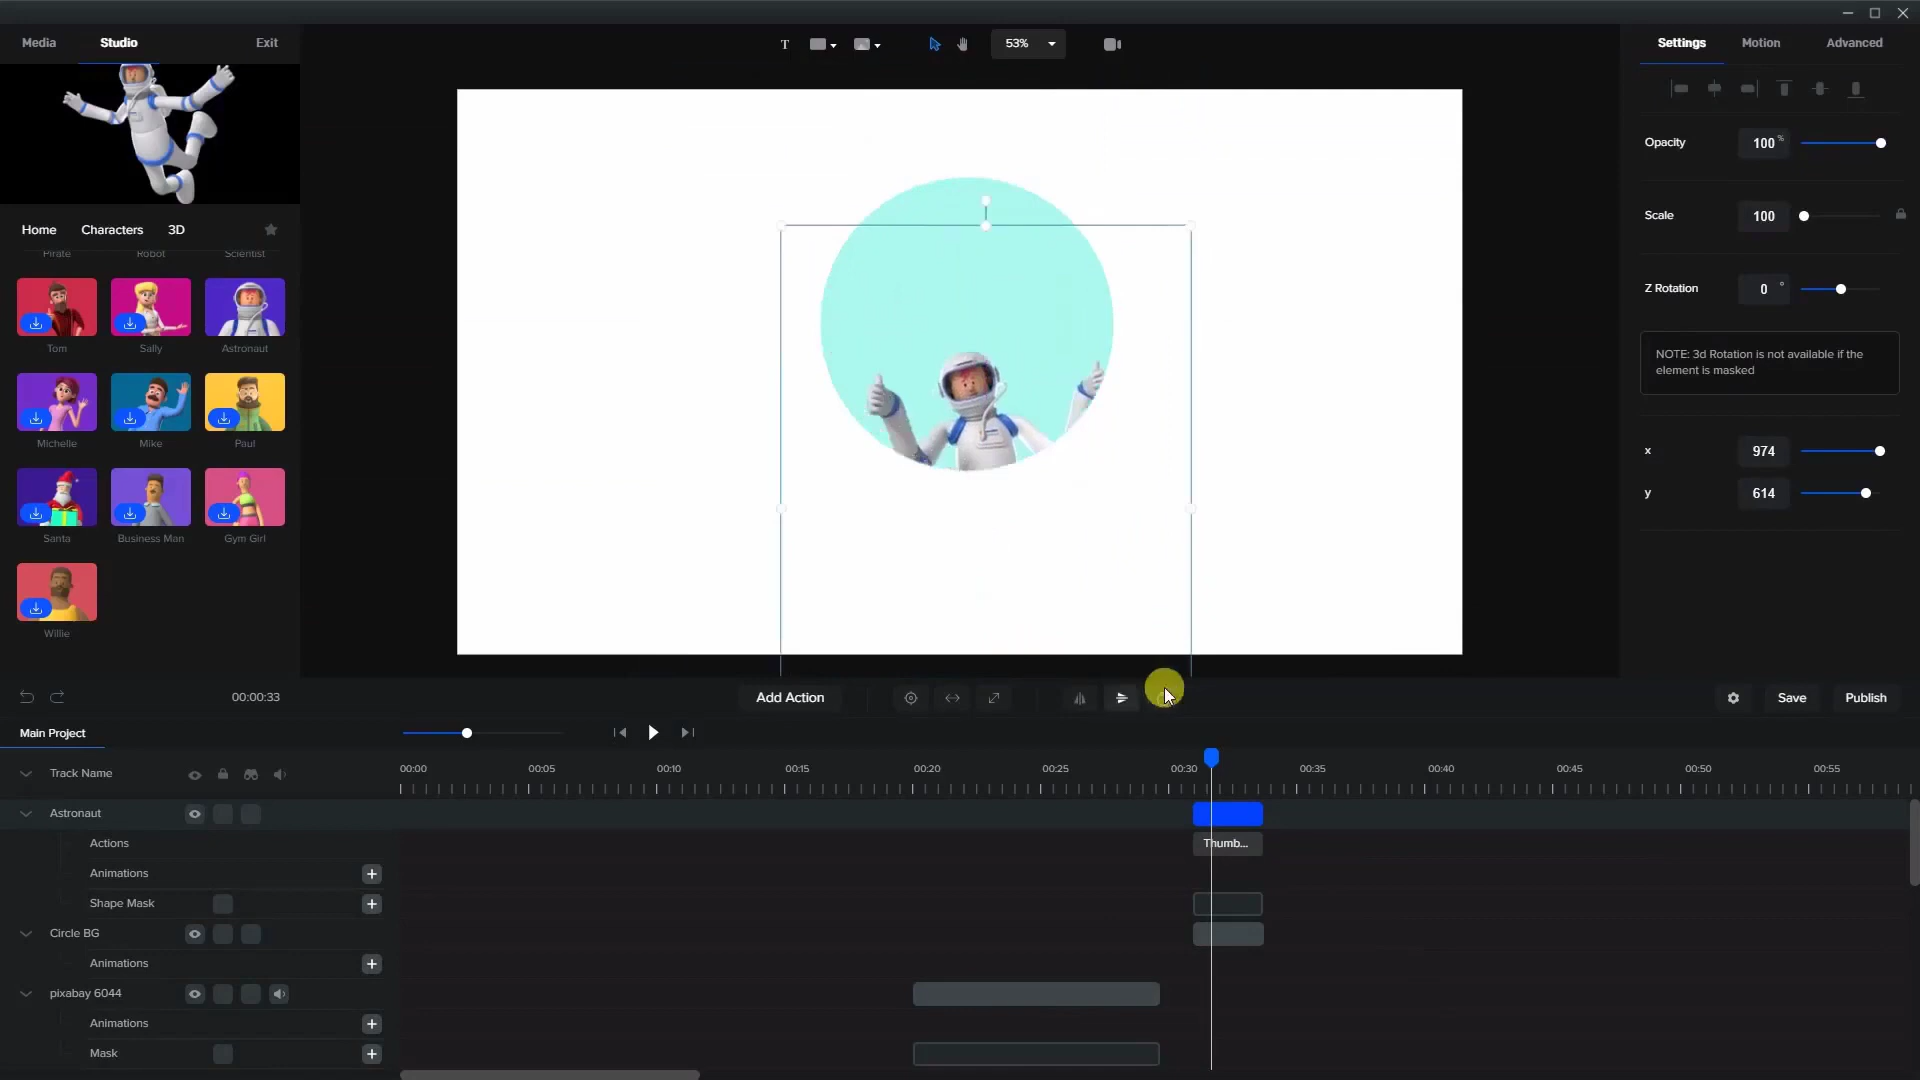 Media Studio Exit
T 53%
Settings Motion Advanced
Opacity 100 %
Scale 100
Z Rotation 0 °
NOTE: 3d Rotation is not available if the
element is masked
x 974
y 614
Home Characters 3D
Pirate Robot Scientist
Tom Sally Astronaut
Michelle Mike Paul
Santa Business Man Gym Girl
Willie
00:00:33 Add Action Save Publish
Main Project
Track Name 00:00 00:05 00:10 00:15 00:20 00:25 00:30 00:35 00:40 00:45 00:50 00:55
Astronaut
Actions Thumb...
Animations
Shape Mask
Circle BG
Animations
pixabay 6044
Animations
Mask